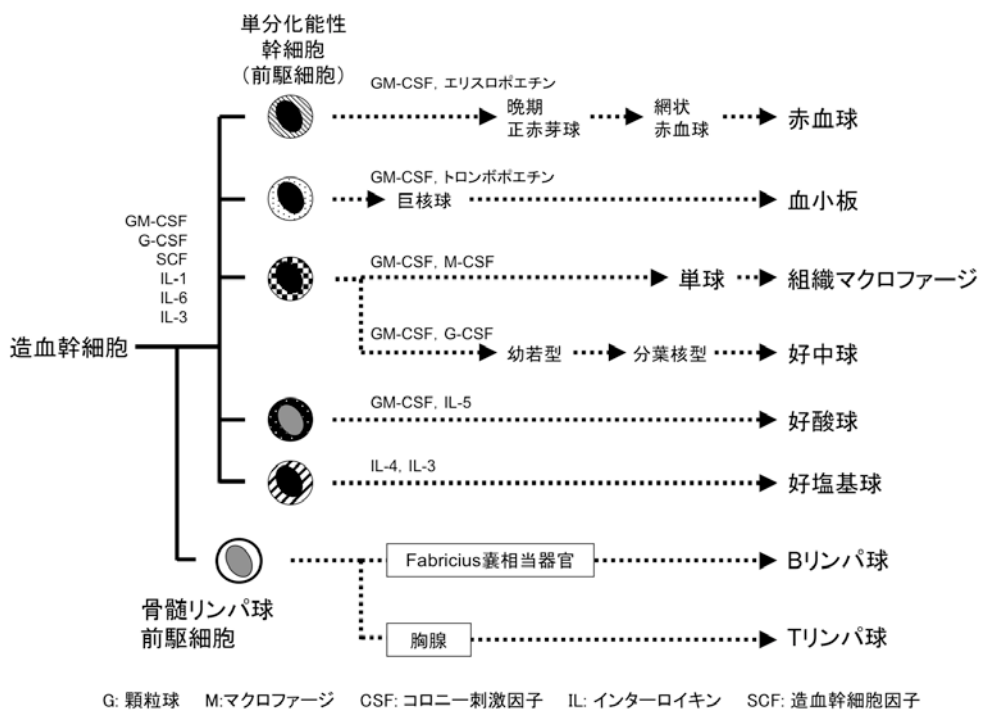 単分化能性
幹細胞
(前駆細胞)
GM-CSF, エリスロポエチン
晩期
正赤芽球
網状
赤血球
赤血球
GM-CSF, トロンボポエチン
巨核球
血小板
GM-CSF
G-CSF
SCF
IL-1
IL-6
IL-3
GM-CSF, M-CSF
単球
組織マクロファージ
造血幹細胞
GM-CSF, G-CSF
幼若型
分葉核型
好中球
GM-CSF, IL-5
好酸球
IL-4, IL-3
好塩基球
Fabricius嚢相当器官
Bリンパ球
骨髄リンパ球
前駆細胞
胸腺
Tリンパ球
G: 顆粒球 M:マクロファージ CSF: コロニー刺激因子 IL: インターロイキン SCF: 造血幹細胞因子